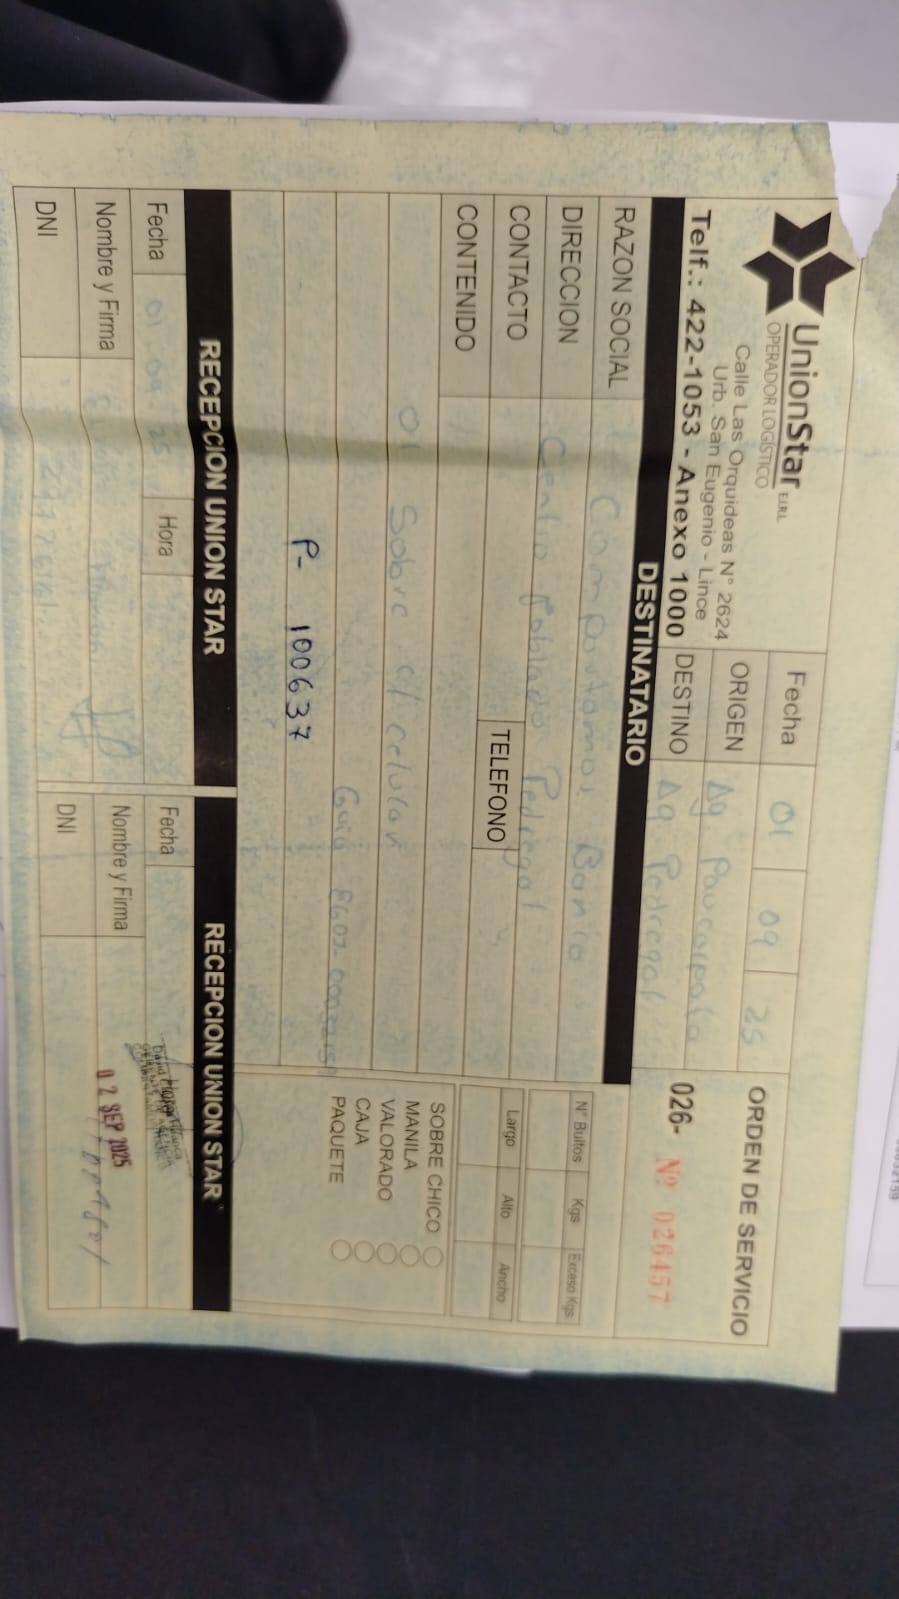 UnionStar E.I.R.L.
OPERADOR LOGÍSTICO
Calle Las Orquideas N° 2624
Urb. San Eugenio - Lince
Telf.: 422-1053 - Anexo 1000
Fecha 01 09 25
ORIGEN Ag. Paucarpata
DESTINO Ag Pedregal
ORDEN DE SERVICIO
026- Nº 026457
DESTINATARIO
RAZON SOCIAL Compartamos Banco
DIRECCION Centro Poblado Pedregal
CONTACTO
TELEFONO
CONTENIDO
01 Sobre c/ celular
Guia
P- 100637
N° Bultos Kgs Exceso Kgs
Largo Alto Ancho
SOBRE CHICO
MANILA
VALORADO
CAJA
PAQUETE
RECEPCION UNION STAR
Fecha 01.09.25 Hora
Nombre y Firma
DNI
RECEPCION UNION STAR
Fecha
Nombre y Firma
02 SEP 2025
DNI